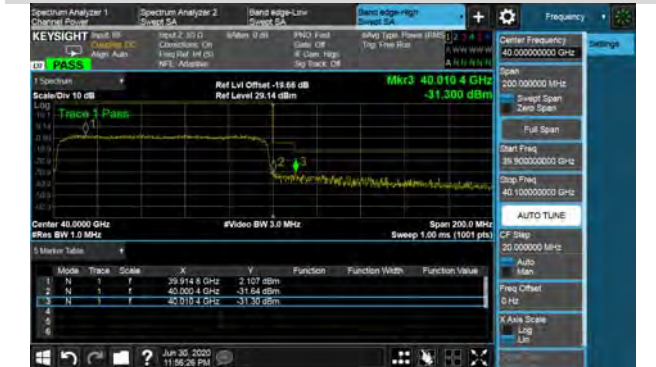 Spectrum Analyzer 1
Channel Power
Spectrum Analyzer 2
Swept SA
Band edge-Low
Swept SA
Band edge-High
Swept SA
Frequency
KEYSIGHT
Input: RF
Coupling: DC
Align: Auto
Input Z: 50 Ω
Corrections: On
Freq Ref: Int (S)
NFE: Adaptive
Atten: 0 dB
PNO: Fast
Gate: Off
IF Gain: High
Sig Track: Off
Avg Type: Power (RMS)
Trig: Free Run
PASS
1 Spectrum
Scale/Div 10 dB
Ref Lvl Offset -19.66 dB
Ref Level 29.14 dBm
Mkr3 40.010 4 GHz
-31.300 dBm
Log
Trace 1 Pass
Center 40.0000 GHz
#Res BW 1.0 MHz
#Video BW 3.0 MHz
Span 200.0 MHz
Sweep 1.00 ms (1001 pts)
5 Marker Table
Mode Trace Scale X Y Function Function Width Function Value
1 N 1 f 39.914 8 GHz 2.107 dBm
2 N 1 f 40.000 4 GHz -31.64 dBm
3 N 1 f 40.010 4 GHz -31.30 dBm
4
5
6
Jun 30, 2020
11:56:26 PM
Center Frequency
40.000000000 GHz
Settings
Span
200.000000 MHz
Swept Span
Zero Span
Full Span
Start Freq
39.900000000 GHz
Stop Freq
40.100000000 GHz
AUTO TUNE
CF Step
20.000000 MHz
Auto
Man
Freq Offset
0 Hz
X Axis Scale
Log
Lin